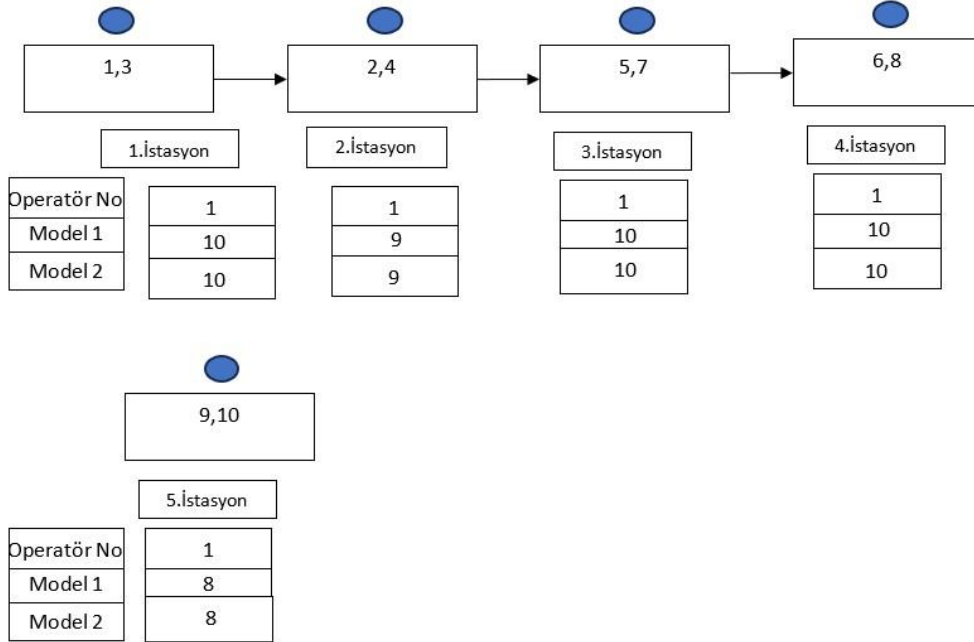 1,3 2,4 5,7 6,8
1.İstasyon 2.İstasyon 3.İstasyon 4.İstasyon
Operatör No 1 1 1 1
Model 1 10 9 10 10
Model 2 10 9 10 10
9,10
5.İstasyon
Operatör No 1
Model 1 8
Model 2 8